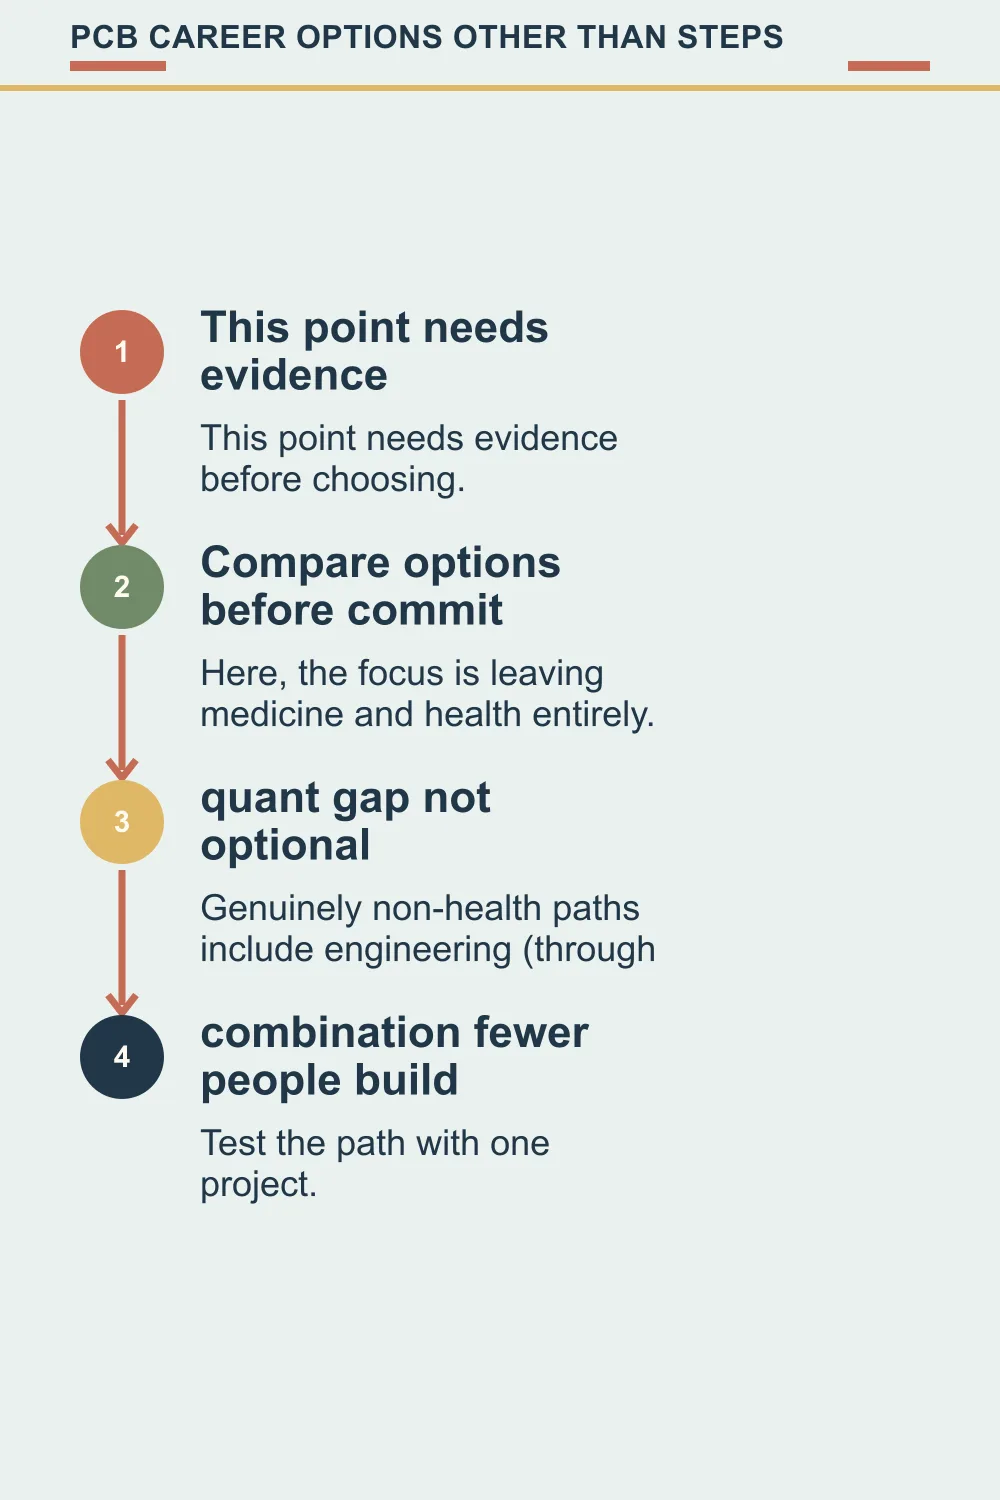 PCB CAREER OPTIONS OTHER THAN STEPS
1
This point needs
evidence
This point needs evidence
before choosing.
2
Compare options
before commit
Here, the focus is leaving
medicine and health entirely.
3
quant gap not
optional
Genuinely non-health paths
include engineering (through
4
combination fewer
people build
Test the path with one
project.